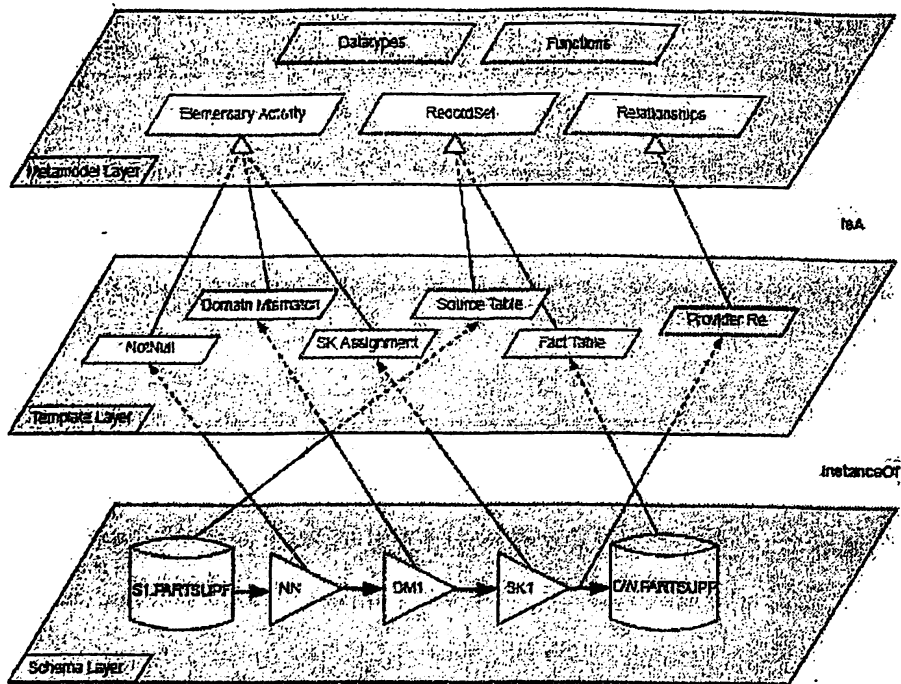 Datatypes
Functions
Elementary Activity
RecordSet
Relationships
Metamodel Layer
IsA
Domain Mismatch
Source Table
Provider Re
NotNull
SK Assignment
Fact Table
Template Layer
InstanceOf
S1.PARTSUPP
NN
DM1
SK1
DW.PARTSUPP
Schema Layer